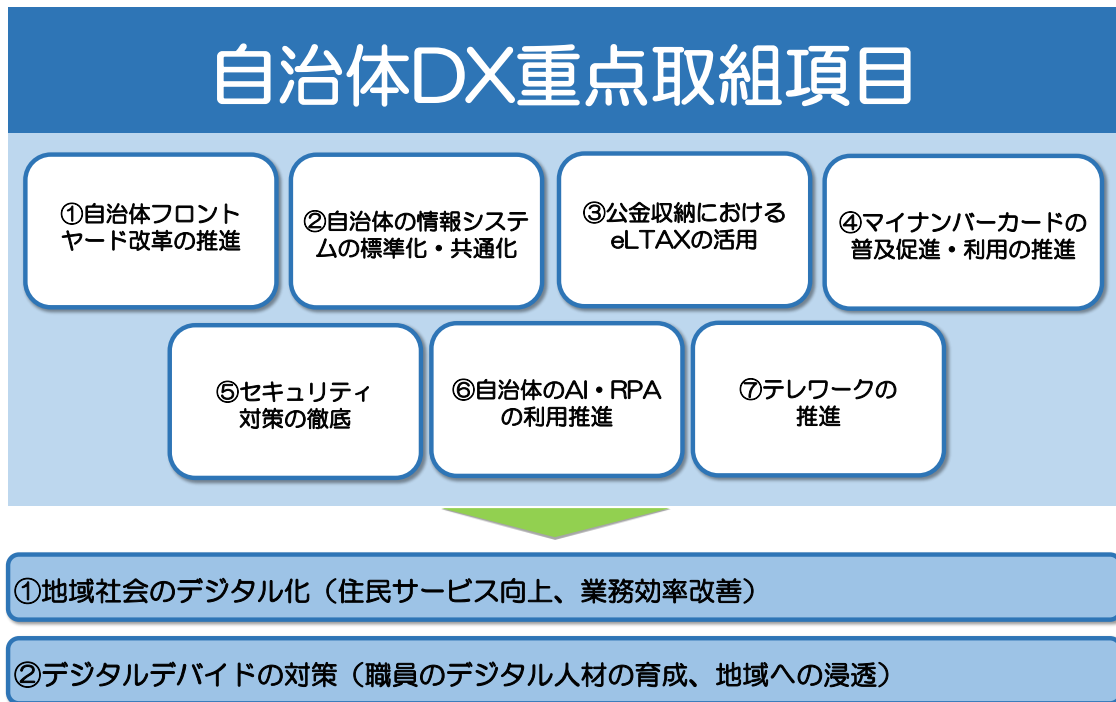 自治体DX重点取組項目
①自治体フロント
ヤード改革の推進
②自治体の情報システ
ムの標準化・共通化
③公金収納における
eLTAXの活用
④マイナンバーカードの
普及促進・利用の推進
⑤セキュリティ
対策の徹底
⑥自治体のAI・RPA
の利用推進
⑦テレワークの
推進
①地域社会のデジタル化（住民サービス向上、業務効率改善）
②デジタルデバイドの対策（職員のデジタル人材の育成、地域への浸透）